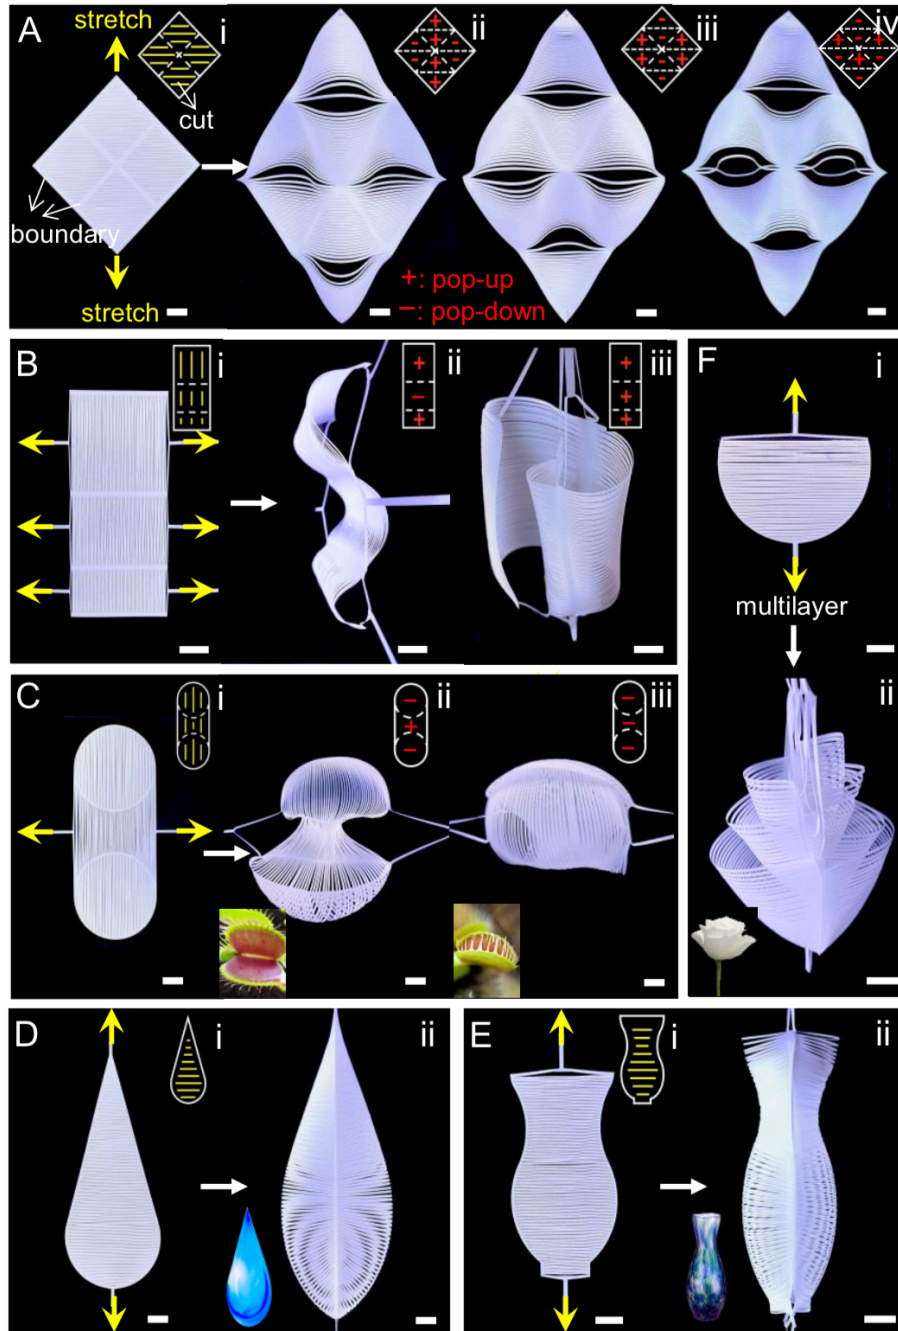 A
stretch
i
cut
boundary
stretch
ii
iii
iv
+: pop-up
−: pop-down
B
i
ii
iii
C
i
ii
iii
F
i
multilayer
ii
D
i
ii
E
i
ii